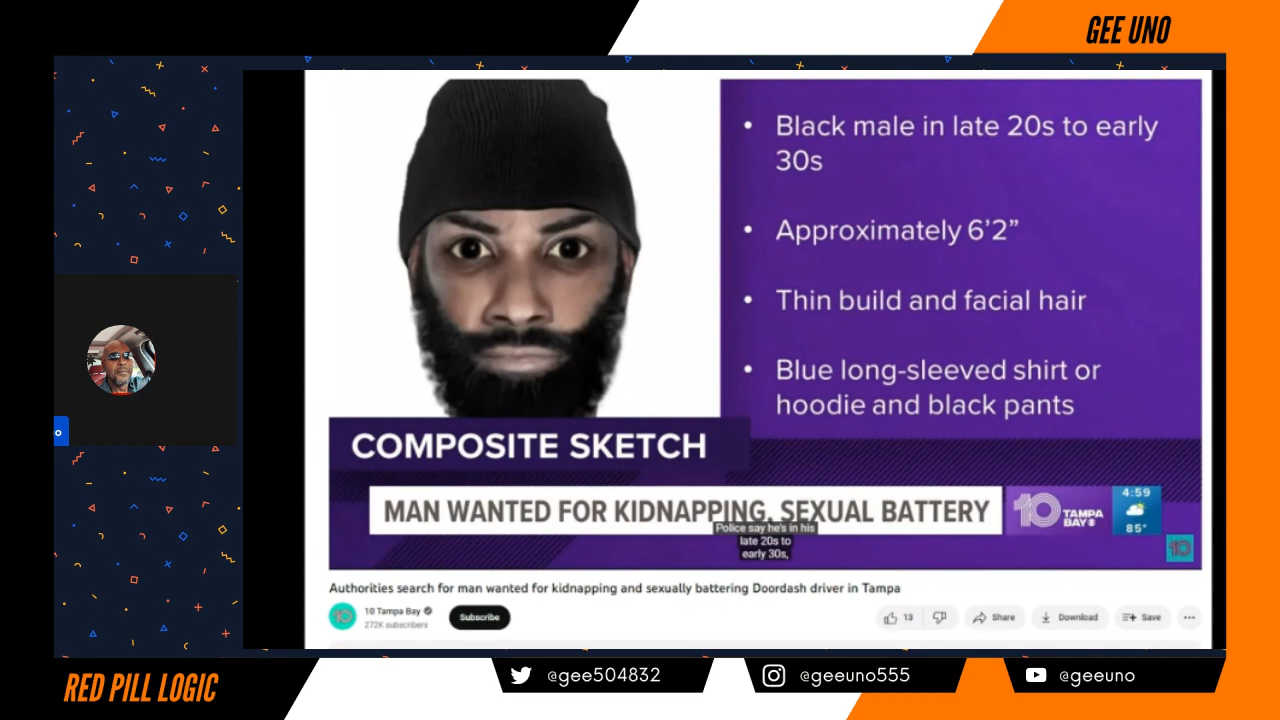 GEE UNO
• Black male in late 20s to early
30s
• Approximately 6'2"
• Thin build and facial hair
• Blue long-sleeved shirt or
hoodie and black pants
COMPOSITE SKETCH
MAN WANTED FOR KIDNAPPING, SEXUAL BATTERY
10 TAMPA BAY
4:59
85°
Police say he's in his
late 20s to
early 30s,
10
Authorities search for man wanted for kidnapping and sexually battering Doordash driver in Tampa
10
10 Tampa Bay
272K subscribers
Subscribe
13
Share
Download
Save
RED PILL LOGIC
@gee504832
@geeuno555
@geeuno